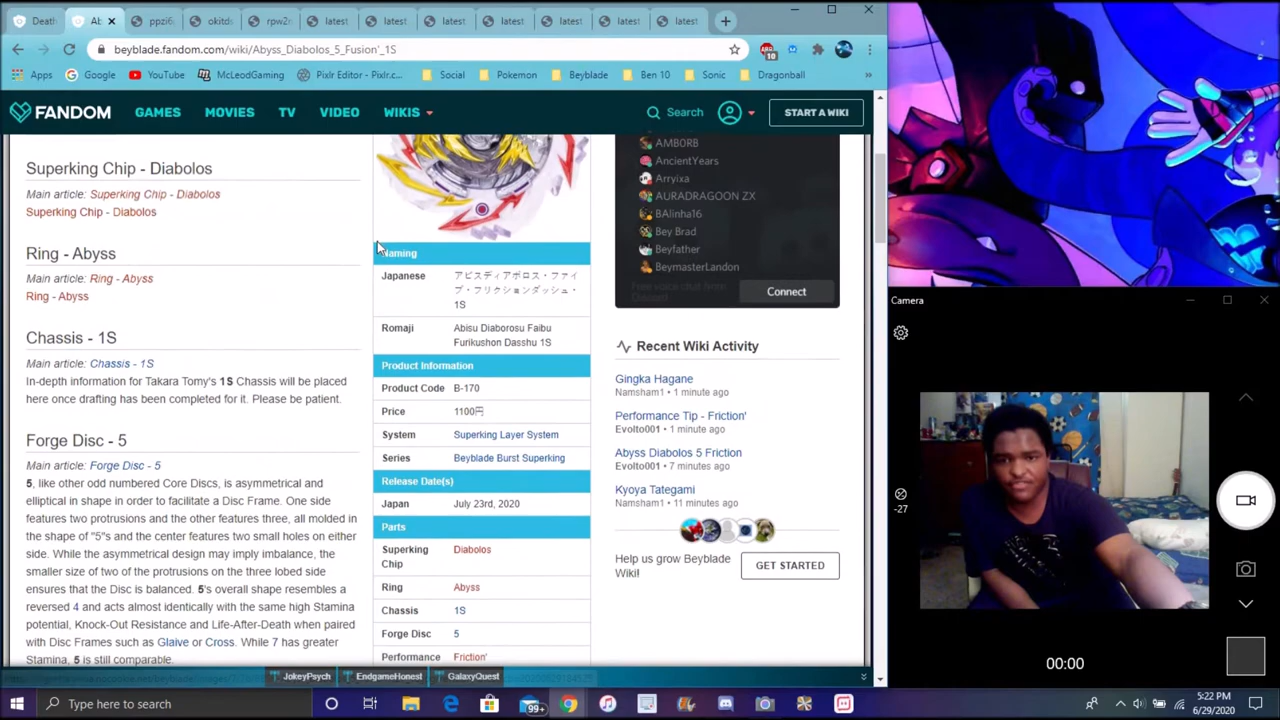 Death
Ab
ppzi6
okitd
rpw2
latest
latest
latest
latest
latest
latest
latest
beyblade.fandom.com/wiki/Abyss_Diabolos_5_Fusion'_1S
10
Apps
Google
YouTube
McLeodGaming
Pixlr Editor - Pixlr.c...
Social
Pokemon
Beyblade
Ben 10
Sonic
Dragonball
»
FANDOM
GAMES
MOVIES
TV
VIDEO
WIKIS
Search
START A WIKI
Superking Chip - Diabolos
Main article: Superking Chip - Diabolos
Superking Chip - Diabolos
Ring - Abyss
Main article: Ring - Abyss
Ring - Abyss
Chassis - 1S
Main article: Chassis - 1S
In-depth information for Takara Tomy's 1S Chassis will be placed
here once drafting has been completed for it. Please be patient.
Forge Disc - 5
Main article: Forge Disc - 5
5, like other odd numbered Core Discs, is asymmetrical and
elliptical in shape in order to facilitate a Disc Frame. One side
features two protrusions and the other features three, all molded in
the shape of "5"s and the center features two small holes on either
side. While the asymmetrical design may imply imbalance, the
smaller size of two of the protrusions on the three lobed side
ensures that the Disc is balanced. 5's overall shape resembles a
reversed 4 and acts almost identically with the same high Stamina
potential, Knock-Out Resistance and Life-After-Death when paired
with Disc Frames such as Glaive or Cross. While 7 has greater
Stamina, 5 is still comparable.
Naming
Japanese
アビスディアボロス・ファイ
ブ・フリクションダッシュ・
1S
Romaji
Abisu Diaborosu Faibu
Furikushon Dasshu 1S
Product Information
Product Code
B-170
Price
1100円
System
Superking Layer System
Series
Beyblade Burst Superking
Release Date(s)
Japan
July 23rd, 2020
Parts
Superking
Chip
Diabolos
Ring
Abyss
Chassis
1S
Forge Disc
5
Performance
Friction'
AMB0RB
AncientYears
Arryixa
AURADRAGOON ZX
BAlinha16
Bey Brad
Beyfather
BeymasterLandon
Free voice chat from
Discord
Connect
Recent Wiki Activity
Gingka Hagane
Namsham1 • 1 minute ago
Performance Tip - Friction'
Evolto001 • 1 minute ago
Abyss Diabolos 5 Friction
Evolto001 • 7 minutes ago
Kyoya Tategami
Namsham1 • 11 minutes ago
Help us grow Beyblade
Wiki!
GET STARTED
JokeyPsych
EndgameHonest
GalaxyQuest
Camera
-27
00:00
Type here to search
99+
5:22 PM
6/29/2020